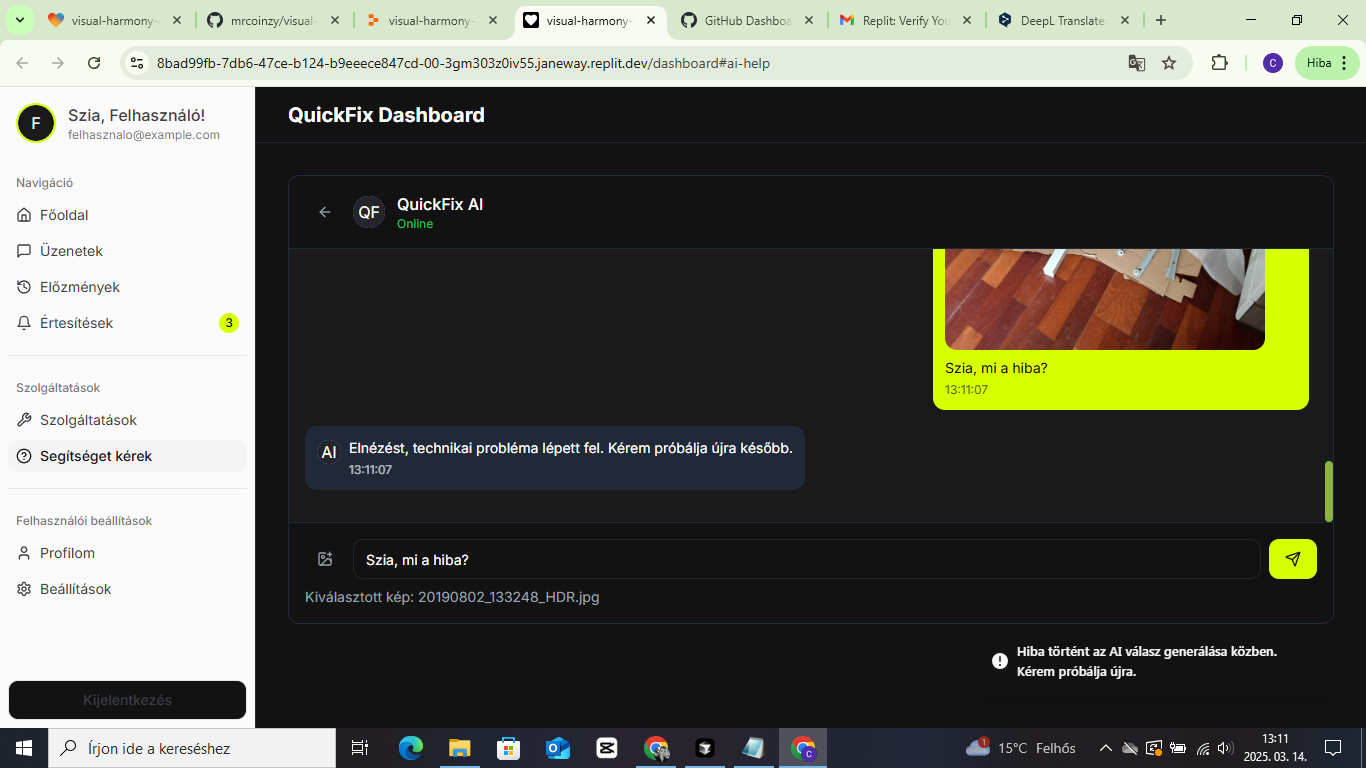 visual-harmony-
mrcoinzy/visual-
visual-harmony-
visual-harmony-
GitHub Dashboa
Replit: Verify You
DeepL Translate
8bad99fb-7db6-47ce-b124-b9eeece847cd-00-3gm303z0iv55.janeway.replit.dev/dashboard#ai-help
C
Hiba
F
Szia, Felhasználó!
felhasznalo@example.com
Navigáció
Főoldal
Üzenetek
Előzmények
Értesítések
3
Szolgáltatások
Szolgáltatások
Segítséget kérek
Felhasználói beállítások
Profilom
Beállítások
Kijelentkezés
QuickFix Dashboard
QF
QuickFix AI
Online
Szia, mi a hiba?
13:11:07
AI
Elnézést, technikai probléma lépett fel. Kérem próbálja újra később.
13:11:07
Szia, mi a hiba?
Kiválasztott kép: 20190802_133248_HDR.jpg
Hiba történt az AI válasz generálása közben.
Kérem próbálja újra.
Írjon ide a kereséshez
1
15°C Felhős
13:11
2025. 03. 14.